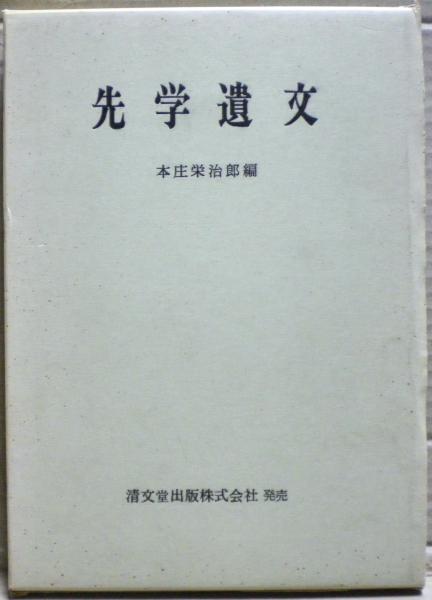 先学遺文
本庄栄治郎編
清文堂出版株式会社 発売